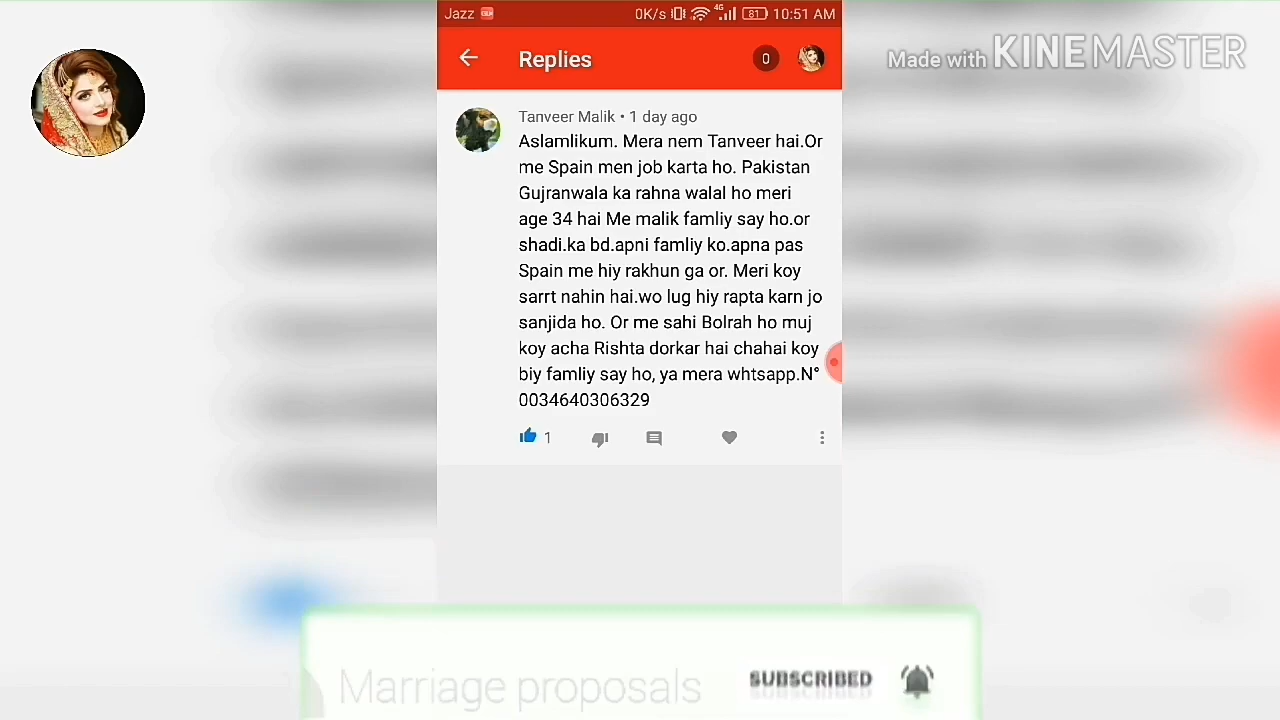 Jazz
0K/s 4G 81 10:51 AM
Replies
0
Made with KINEMASTER
Tanveer Malik • 1 day ago
Aslamlikum. Mera nem Tanveer hai.Or
me Spain men job karta ho. Pakistan
Gujranwala ka rahna walal ho meri
age 34 hai Me malik famliy say ho.or
shadi.ka bd.apni famliy ko.apna pas
Spain me hiy rakhun ga or. Meri koy
sarrt nahin hai.wo lug hiy rapta karn jo
sanjida ho. Or me sahi Bolrah ho muj
koy acha Rishta dorkar hai chahai koy
biy famliy say ho, ya mera whtsapp.N°
0034640306329
1
Marriage proposals
SUBSCRIBED